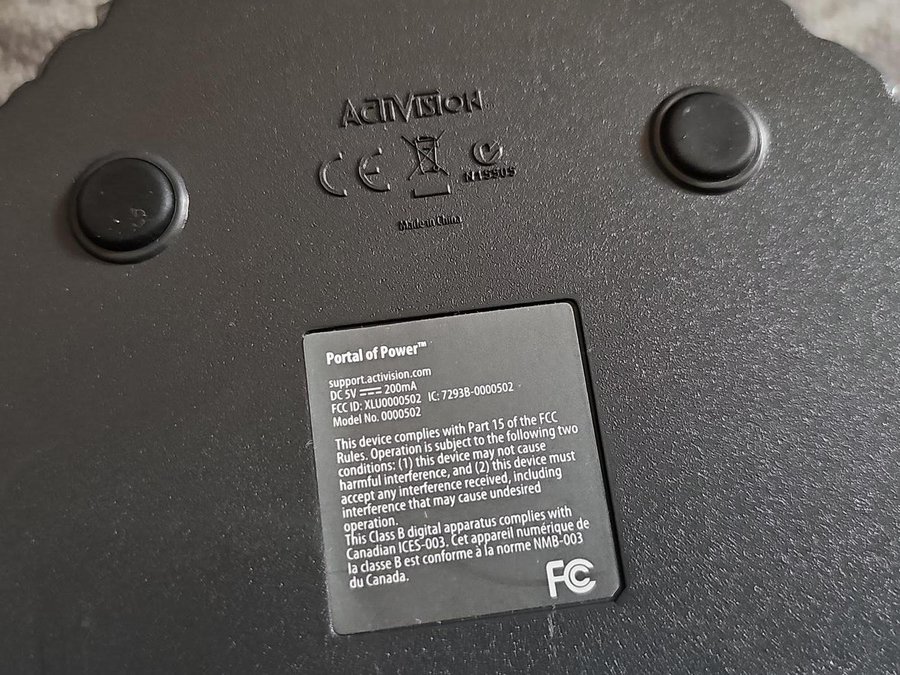 ACTIVISION
CE
N15505
Made in China
Portal of Power™
support.activision.com
DC 5V ⎓ 200mA
FCC ID: XLU0000502 IC: 7293B-0000502
Model No. 0000502
This device complies with Part 15 of the FCC
Rules. Operation is subject to the following two
conditions: (1) this device may not cause
harmful interference, and (2) this device must
accept any interference received, including
interference that may cause undesired
operation.
This Class B digital apparatus complies with
Canadian ICES-003. Cet appareil numérique de
la classe B est conforme à la norme NMB-003
du Canada.
FC